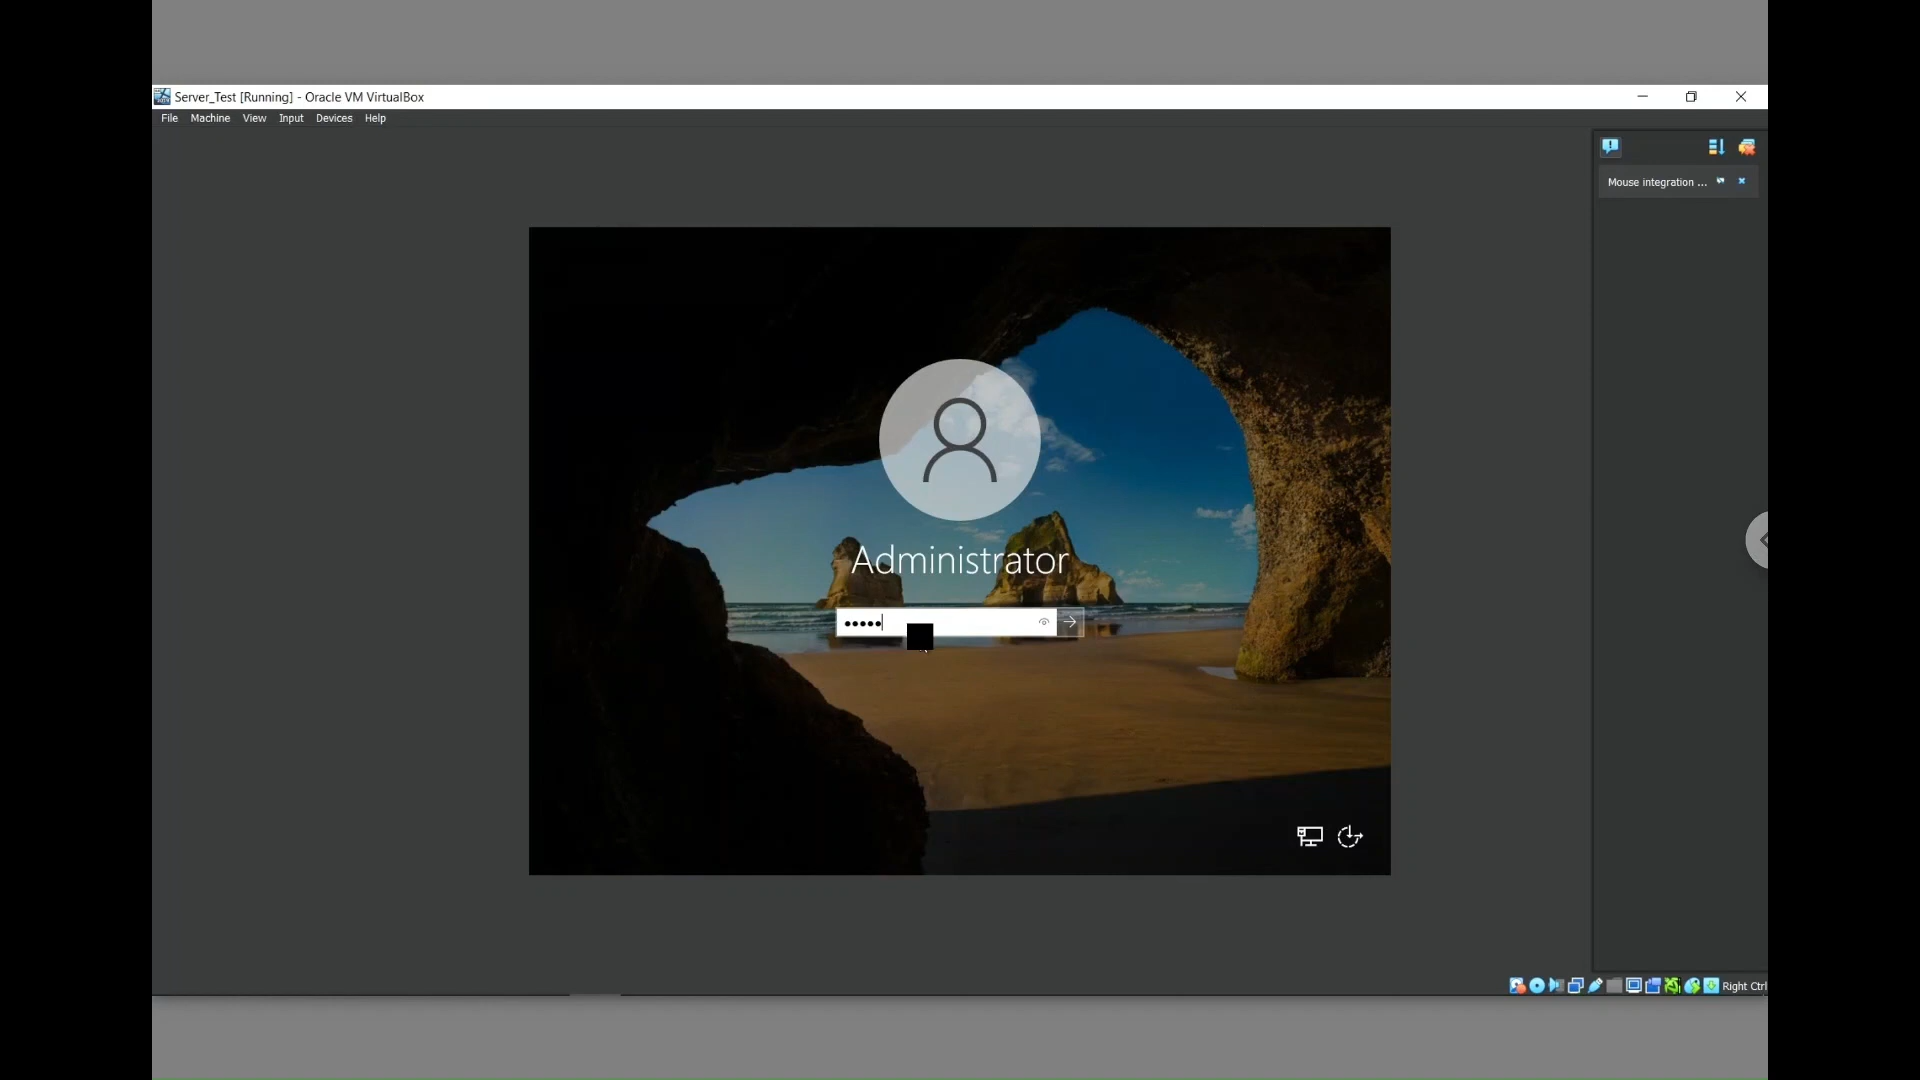 Server_Test [Running] - Oracle VM VirtualBox
File Machine View Input Devices Help
Mouse integration ...
Administrator
Right Ctrl